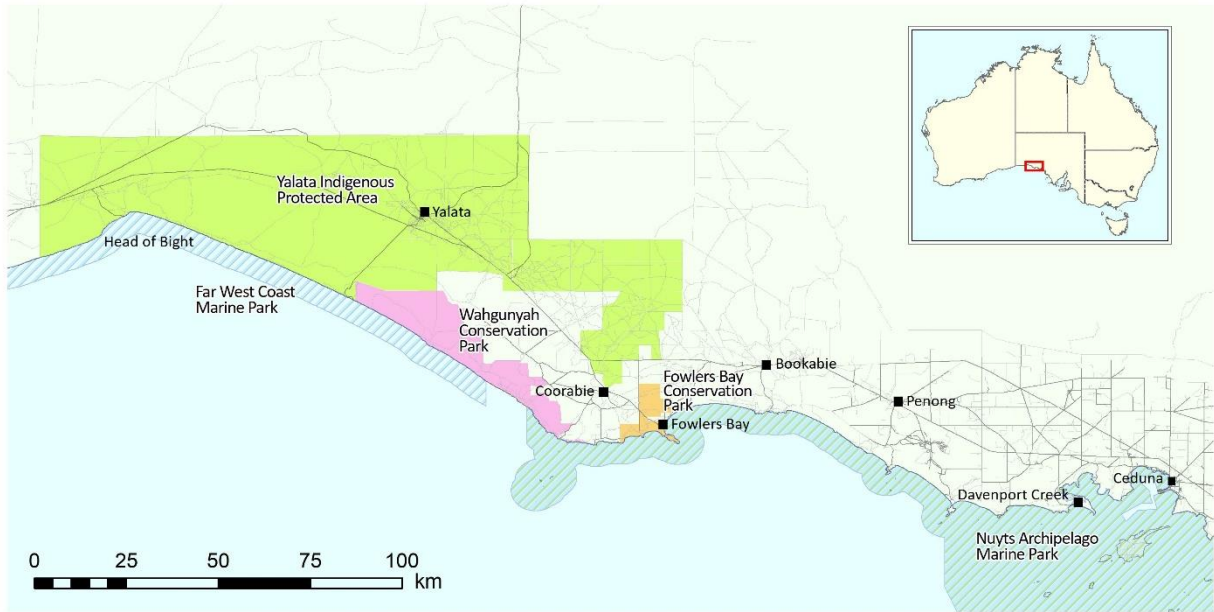 Yalata Indigenous
Protected Area
Yalata
Head of Bight
Far West Coast
Marine Park
Wahgunyah
Conservation
Park
Coorabie
Fowlers Bay
Conservation
Park
Fowlers Bay
Bookabie
Penong
Ceduna
Davenport Creek
Nuyts Archipelago
Marine Park
0 25 50 75 100
km